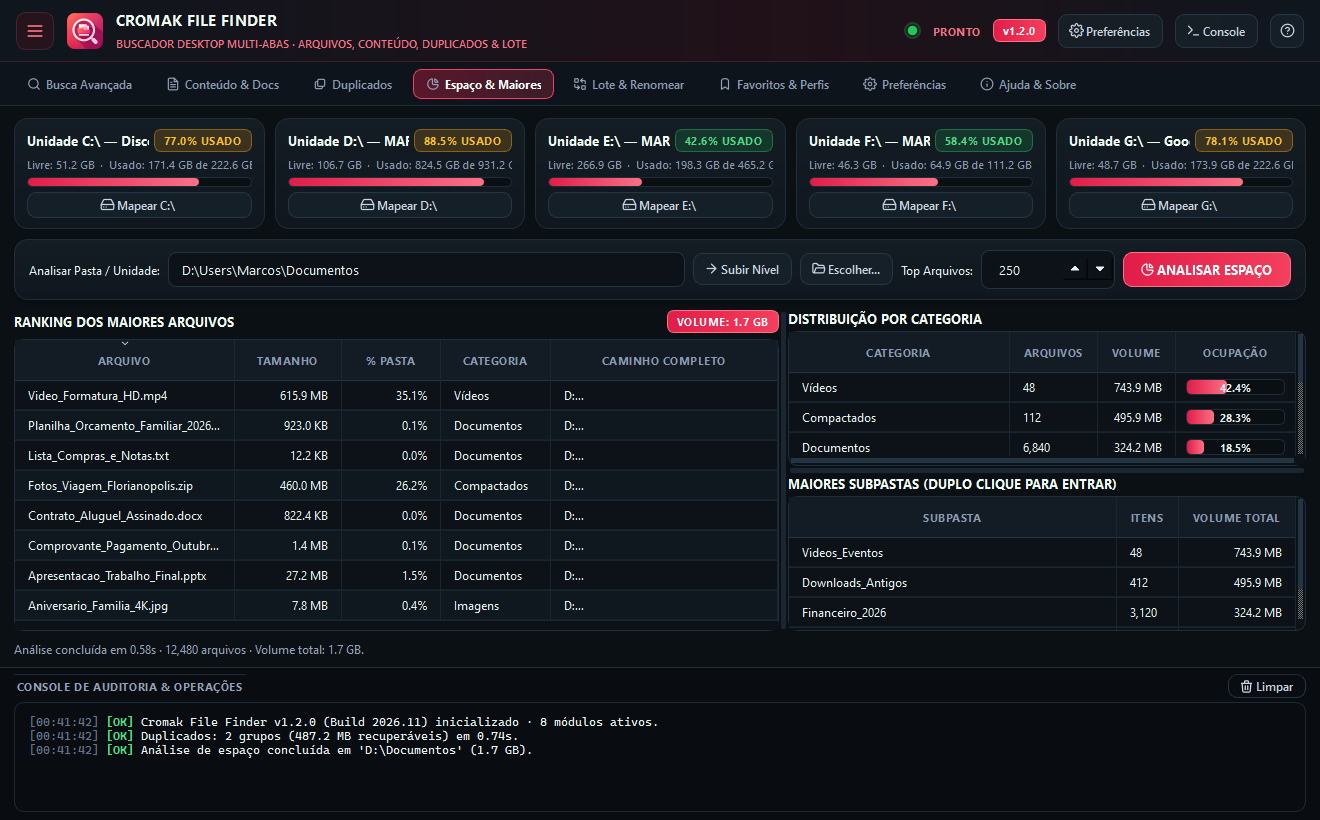 CROMAK FILE FINDER
BUSCADOR DESKTOP MULTI-ABAS · ARQUIVOS, CONTEÚDO, DUPLICADOS & LOTE
PRONTO v1.2.0 Preferências >_ Console
Busca Avançada Conteúdo & Docs Duplicados Espaço & Maiores Lote & Renomear Favoritos & Perfis Preferências Ajuda & Sobre
Unidade C:\ — Disc 77.0% USADO
Livre: 51.2 GB · Usado: 171.4 GB de 222.6 GB
Mapear C:\
Unidade D:\ — MAR 88.5% USADO
Livre: 106.7 GB · Usado: 824.5 GB de 931.2 G
Mapear D:\
Unidade E:\ — MAR 42.6% USADO
Livre: 266.9 GB · Usado: 198.3 GB de 465.2 G
Mapear E:\
Unidade F:\ — MAR 58.4% USADO
Livre: 46.3 GB · Usado: 64.9 GB de 111.2 GB
Mapear F:\
Unidade G:\ — Goo 78.1% USADO
Livre: 48.7 GB · Usado: 173.9 GB de 222.6 GB
Mapear G:\
Analisar Pasta / Unidade: D:\Users\Marcos\Documentos Subir Nível Escolher... Top Arquivos: 250 ANALISAR ESPAÇO
RANKING DOS MAIORES ARQUIVOS VOLUME: 1.7 GB
ARQUIVO TAMANHO % PASTA CATEGORIA CAMINHO COMPLETO
Video_Formatura_HD.mp4 615.9 MB 35.1% Vídeos D:...
Planilha_Orcamento_Familiar_2026... 923.0 KB 0.1% Documentos D:...
Lista_Compras_e_Notas.txt 12.2 KB 0.0% Documentos D:...
Fotos_Viagem_Florianopolis.zip 460.0 MB 26.2% Compactados D:...
Contrato_Aluguel_Assinado.docx 822.4 KB 0.0% Documentos D:...
Comprovante_Pagamento_Outubr... 1.4 MB 0.1% Documentos D:...
Apresentacao_Trabalho_Final.pptx 27.2 MB 1.5% Documentos D:...
Aniversario_Familia_4K.jpg 7.8 MB 0.4% Imagens D:...
DISTRIBUIÇÃO POR CATEGORIA
CATEGORIA ARQUIVOS VOLUME OCUPAÇÃO
Vídeos 48 743.9 MB 42.4%
Compactados 112 495.9 MB 28.3%
Documentos 6,840 324.2 MB 18.5%
MAIORES SUBPASTAS (DUPLO CLIQUE PARA ENTRAR)
SUBPASTA ITENS VOLUME TOTAL
Videos_Eventos 48 743.9 MB
Downloads_Antigos 412 495.9 MB
Financeiro_2026 3,120 324.2 MB
Análise concluída em 0.58s · 12,480 arquivos · Volume total: 1.7 GB.
CONSOLE DE AUDITORIA & OPERAÇÕES Limpar
[00:41:42] [OK] Cromak File Finder v1.2.0 (Build 2026.11) inicializado · 8 módulos ativos.
[00:41:42] [OK] Duplicados: 2 grupos (487.2 MB recuperáveis) em 0.74s.
[00:41:42] [OK] Análise de espaço concluída em 'D:\Documentos' (1.7 GB).